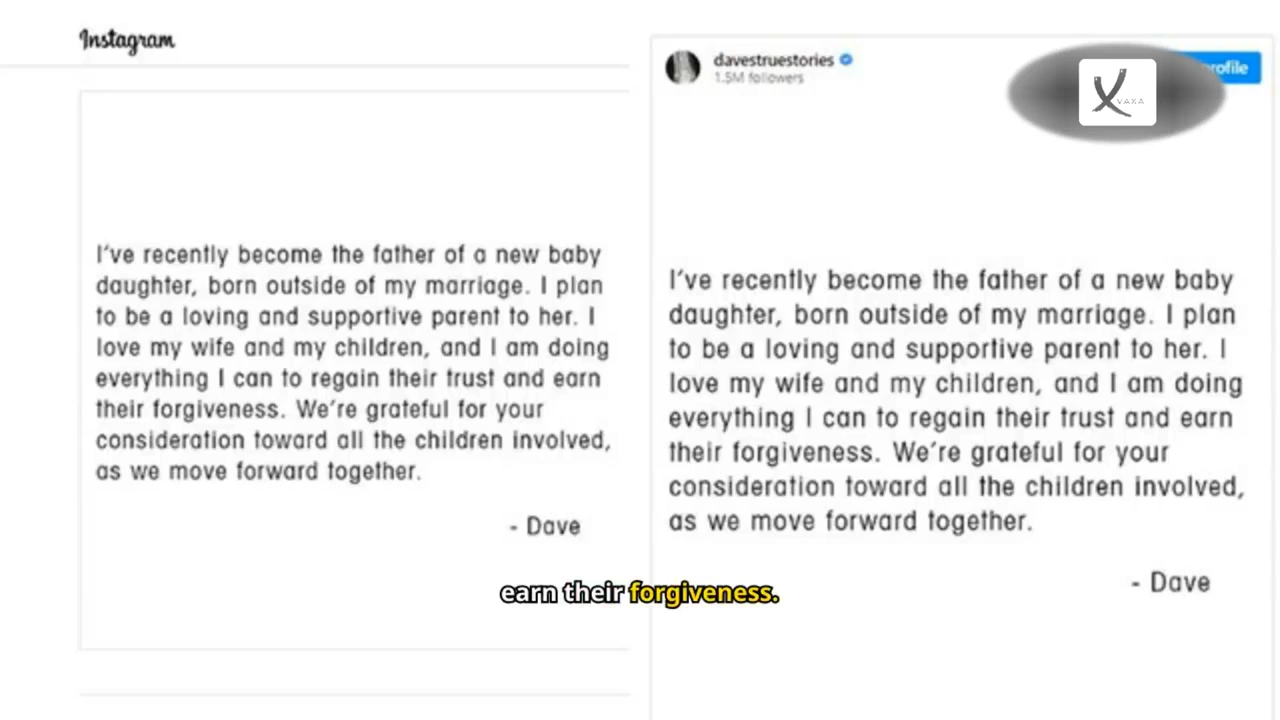 Instagram
I've recently become the father of a new baby
daughter, born outside of my marriage. I plan
to be a loving and supportive parent to her. I
love my wife and my children, and I am doing
everything I can to regain their trust and earn
their forgiveness. We're grateful for your
consideration toward all the children involved,
as we move forward together.
- Dave
davestruestories
1.5M followers
rofile
VAXA
I've recently become the father of a new baby
daughter, born outside of my marriage. I plan
to be a loving and supportive parent to her. I
love my wife and my children, and I am doing
everything I can to regain their trust and earn
their forgiveness. We're grateful for your
consideration toward all the children involved,
as we move forward together.
- Dave
earn their forgiveness.